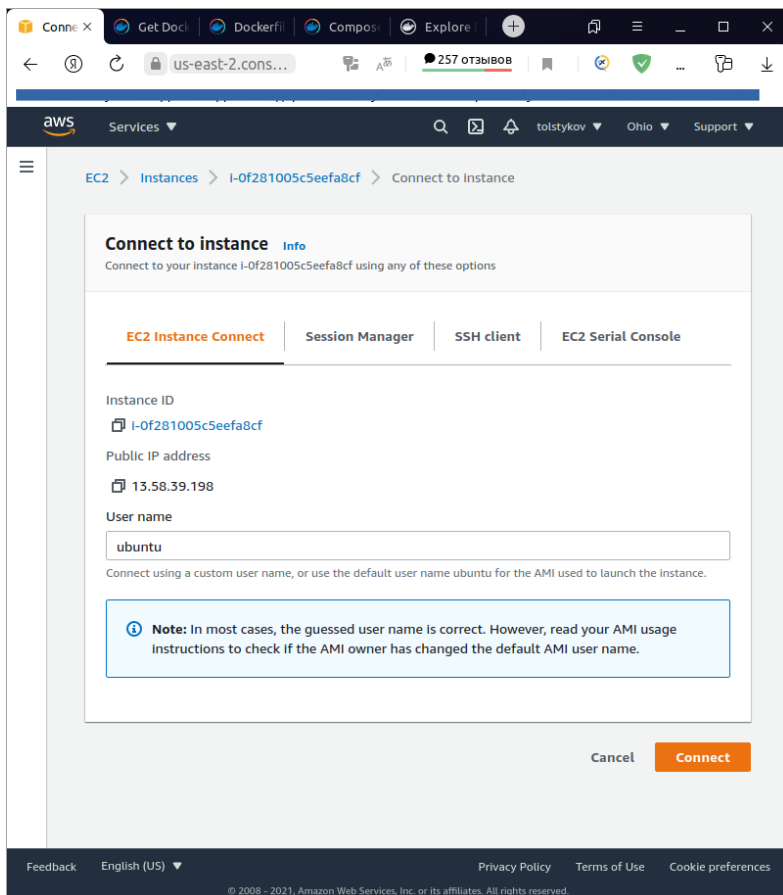 Conne
Get Dock
Dockerfi
Compos
Explore
us-east-2.cons...
257 отзывов
aws
Services
tolstykov
Ohio
Support
EC2 > Instances > i-0f281005c5eefa8cf > Connect to instance
Connect to instance Info
Connect to your instance i-0f281005c5eefa8cf using any of these options
EC2 Instance Connect
Session Manager
SSH client
EC2 Serial Console
Instance ID
i-0f281005c5eefa8cf
Public IP address
13.58.39.198
User name
ubuntu
Connect using a custom user name, or use the default user name ubuntu for the AMI used to launch the instance.
Note: In most cases, the guessed user name is correct. However, read your AMI usage
instructions to check if the AMI owner has changed the default AMI user name.
Cancel
Connect
Feedback
English (US)
Privacy Policy
Terms of Use
Cookie preferences
© 2008 - 2021, Amazon Web Services, Inc. or its affiliates. All rights reserved.